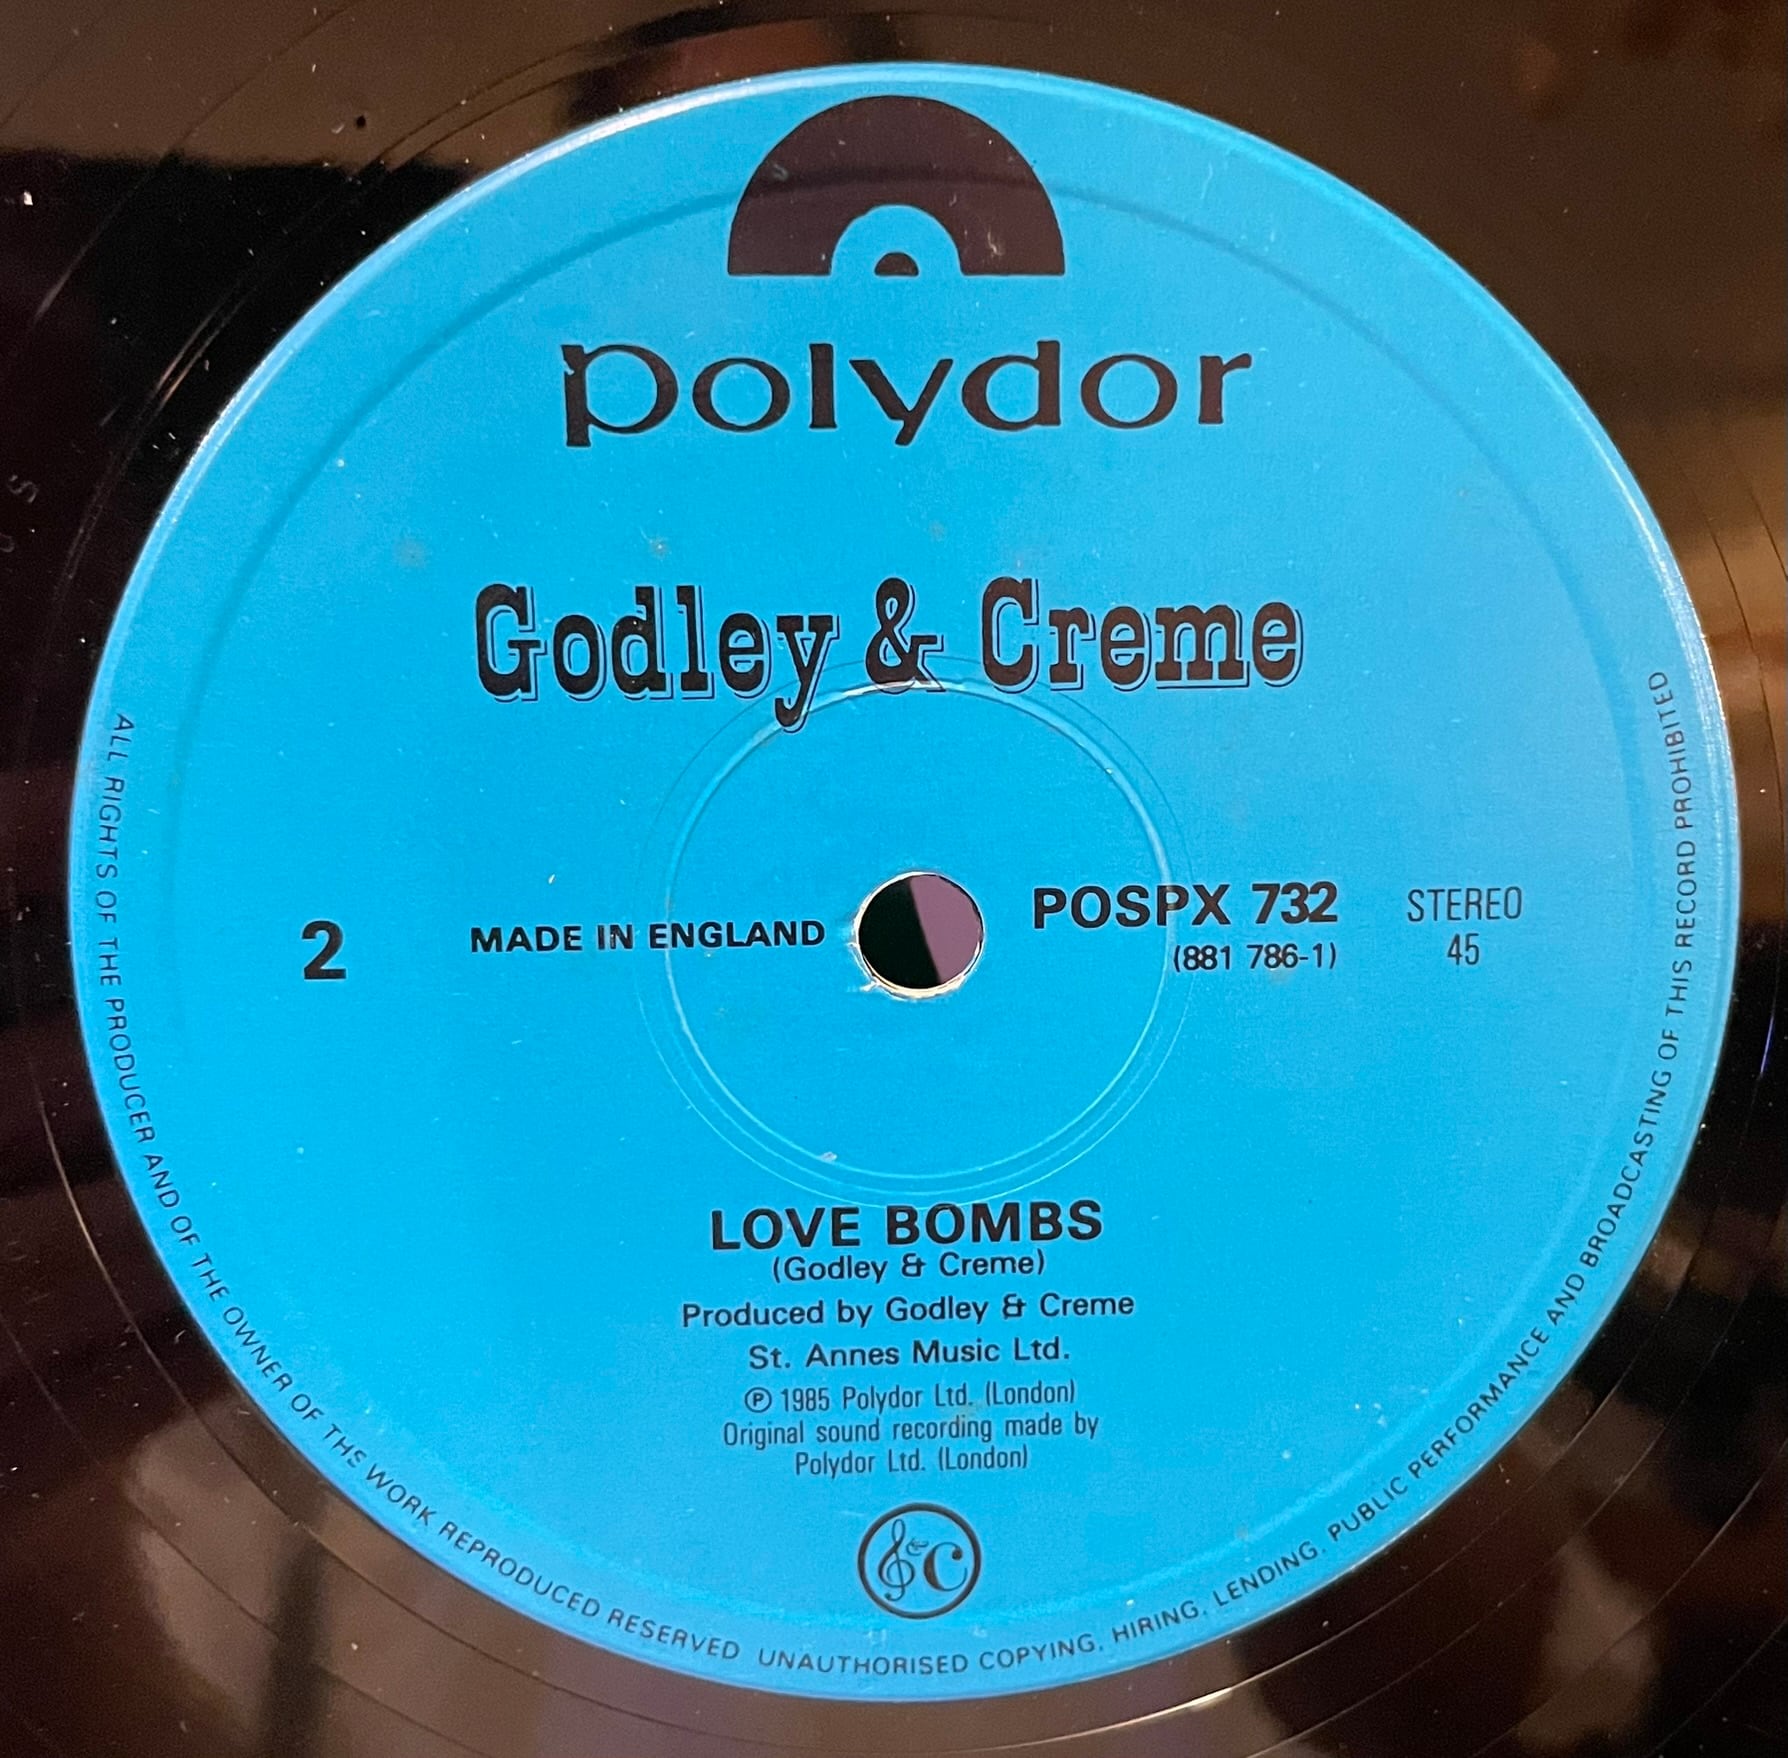 polydor
Godley & Creme
2
MADE IN ENGLAND
POSPX 732
(881 786-1)
STEREO
45
LOVE BOMBS
(Godley & Creme)
Produced by Godley & Creme
St. Annes Music Ltd.
℗ 1985 Polydor Ltd. (London)
Original sound recording made by
Polydor Ltd. (London)
&C
ALL RIGHTS OF THE PRODUCER AND OF THE OWNER OF THS WORK REPRODUCED RESERVED UNAUTHORISED COPYING, HIRING, LENDING, PUBLIC PERFORMANCE AND BROADCASTING OF THIS RECORD PROHIBITED